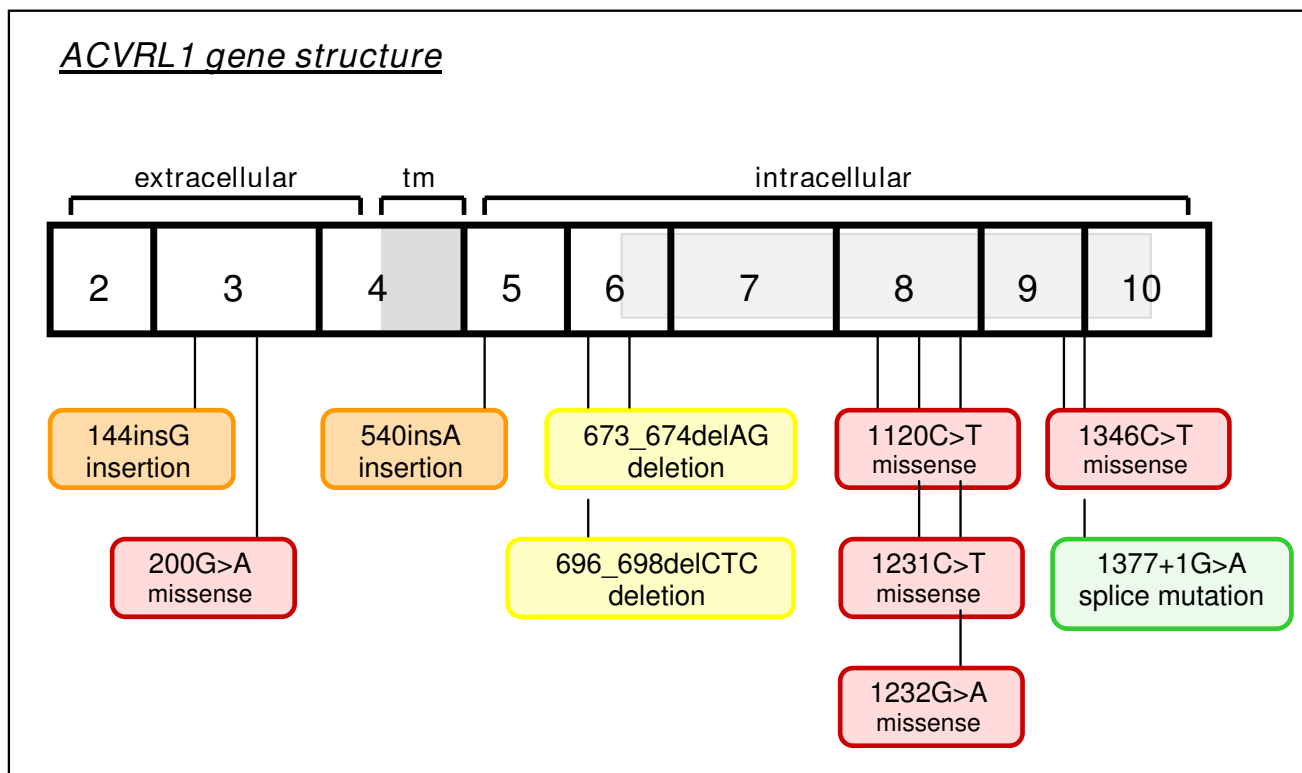 ACVRL1 gene structure
extracellular
tm
intracellular
2
3
4
5
6
7
8
9
10
144insG
insertion
540insA
insertion
673_674delAG
deletion
1120C>T
missense
1346C>T
missense
200G>A
missense
696_698delCTC
deletion
1231C>T
missense
1377+1G>A
splice mutation
1232G>A
missense